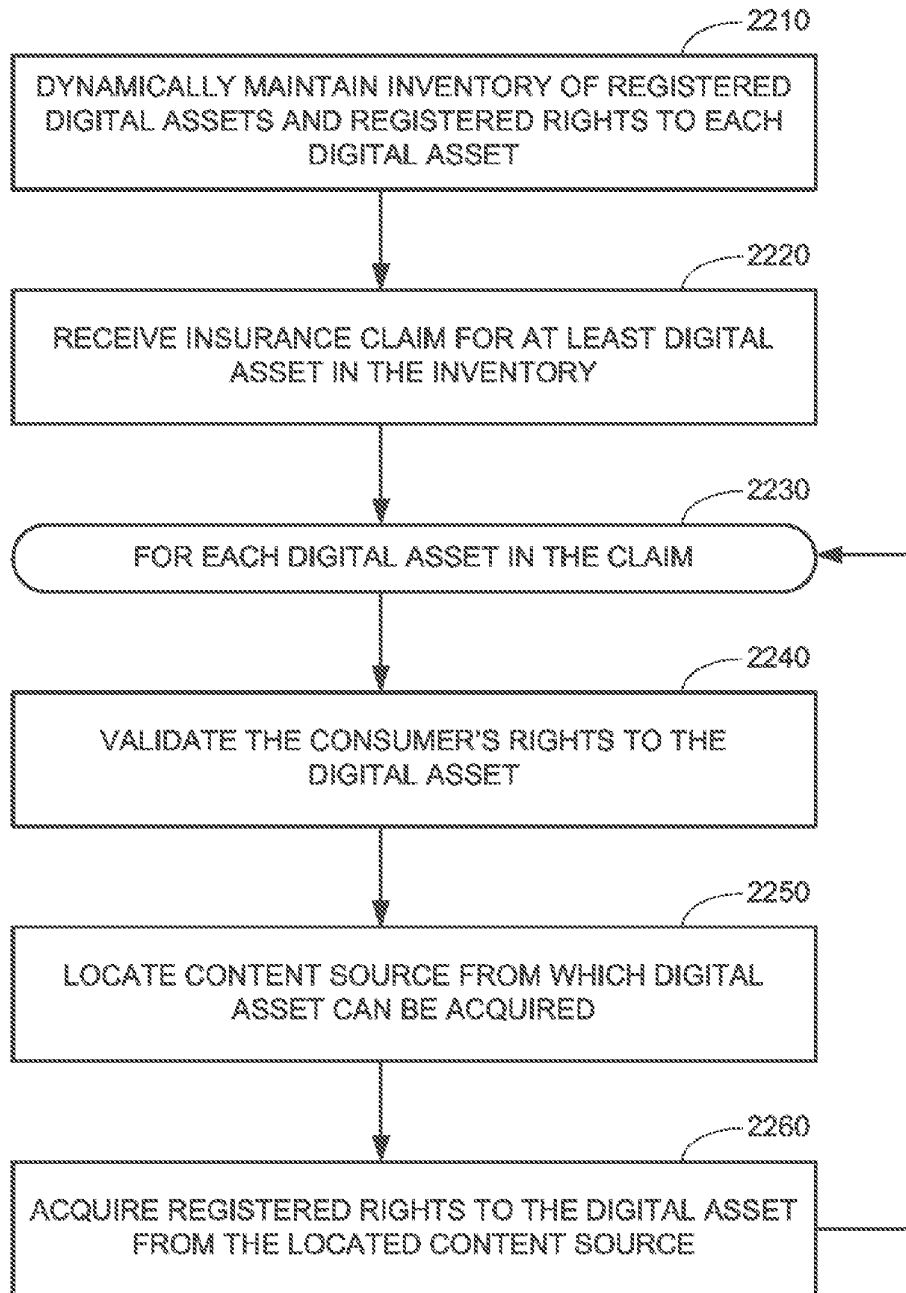 2210
DYNAMICALLY MAINTAIN INVENTORY OF REGISTERED
DIGITAL ASSETS AND REGISTERED RIGHTS TO EACH
DIGITAL ASSET
2220
RECEIVE INSURANCE CLAIM FOR AT LEAST DIGITAL
ASSET IN THE INVENTORY
2230
FOR EACH DIGITAL ASSET IN THE CLAIM
2240
VALIDATE THE CONSUMER'S RIGHTS TO THE
DIGITAL ASSET
2250
LOCATE CONTENT SOURCE FROM WHICH DIGITAL
ASSET CAN BE ACQUIRED
2260
ACQUIRE REGISTERED RIGHTS TO THE DIGITAL ASSET
FROM THE LOCATED CONTENT SOURCE